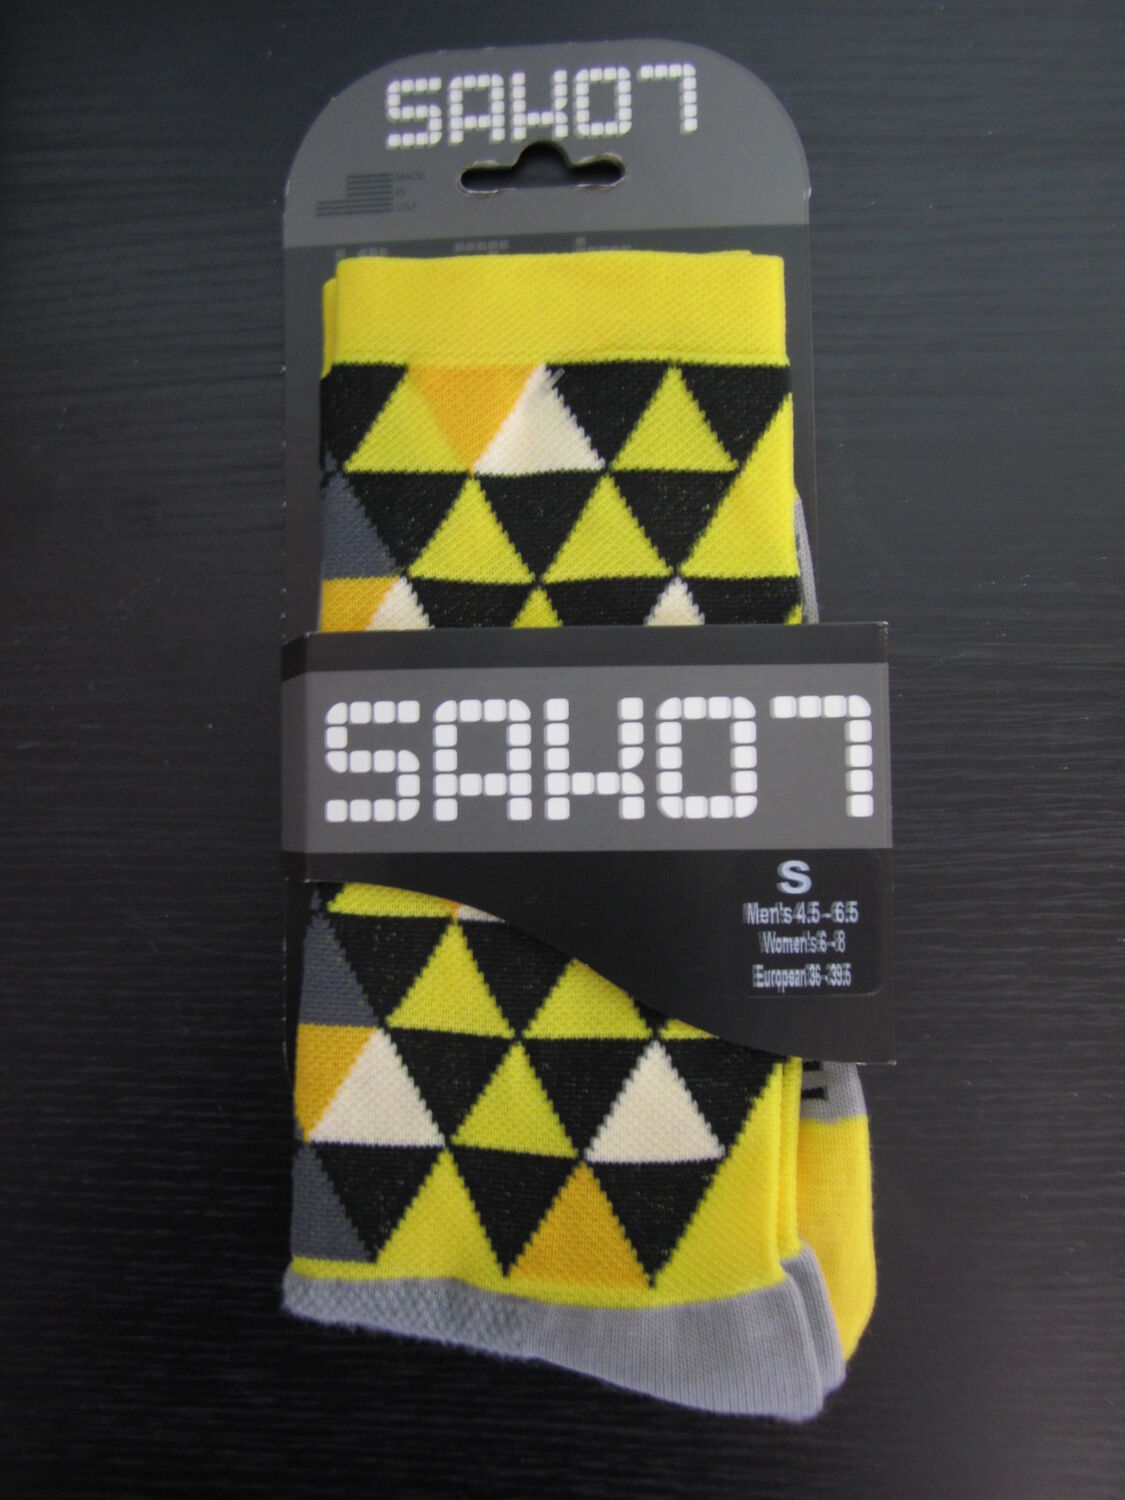 SAKO7
MADE
IN
USA
SAKO7
S
Men's 4.5 - 6.5
Women's 6 - 8
European 36 - 39.5